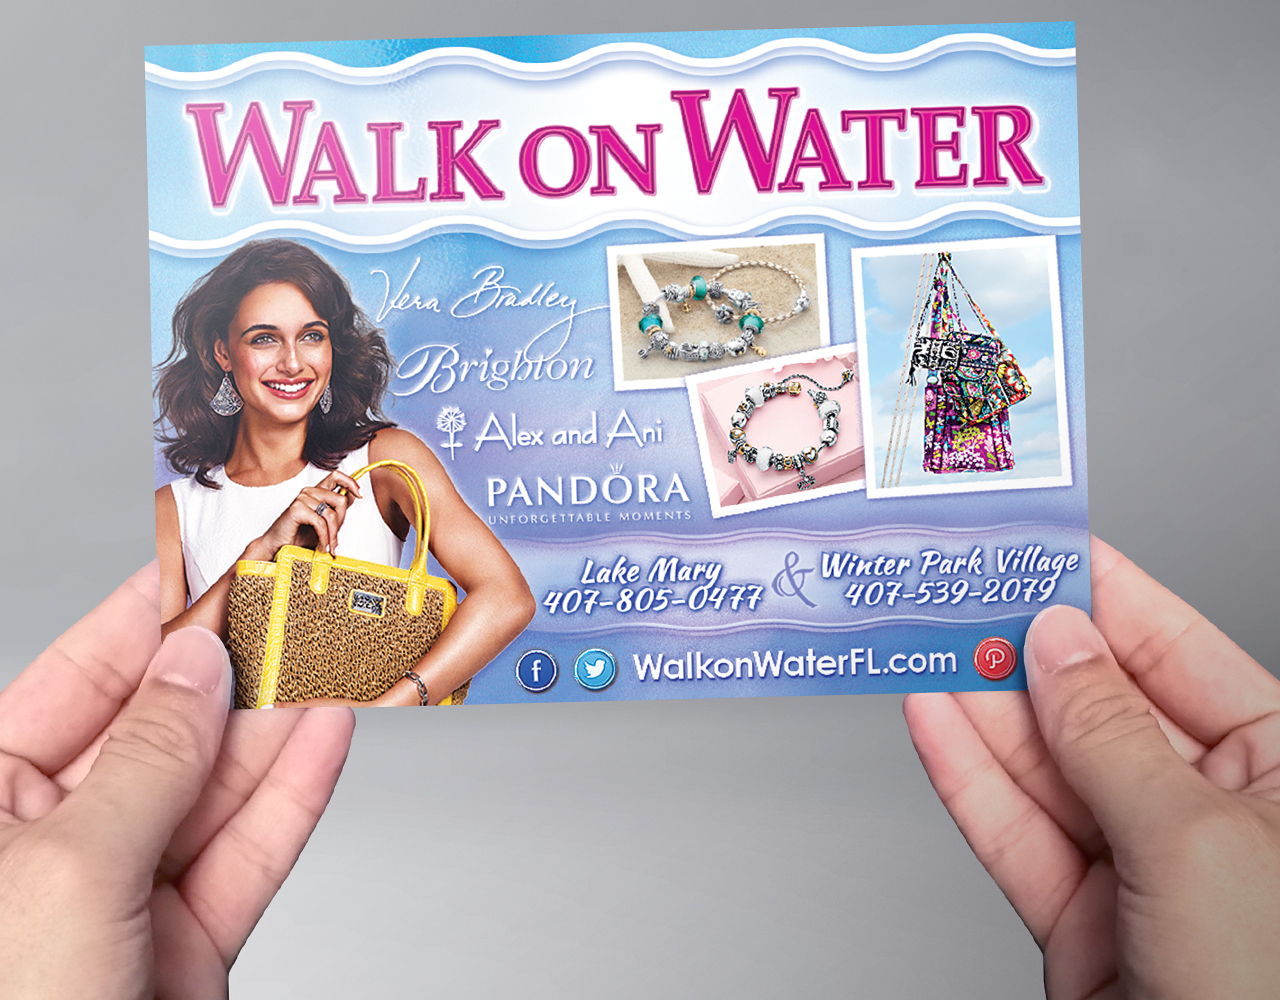 WALK ON WATER
Vera Bradley
Brighton
Alex and Ani
PANDORA
UNFORGETTABLE MOMENTS
Lake Mary
407-805-0477
&
Winter Park Village
407-539-2079
f
WalkonWaterFL.com